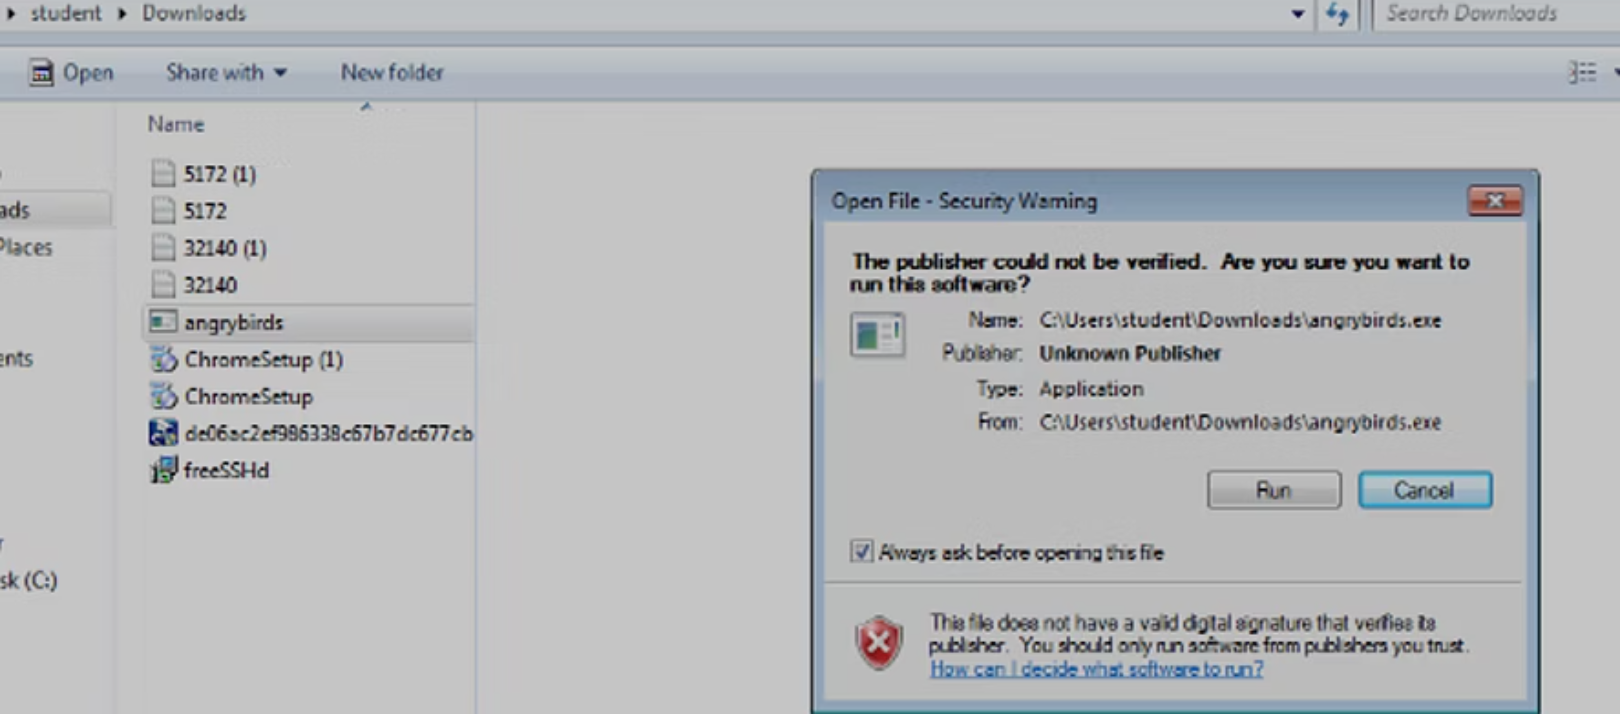 student
Downloads
Search Downloads
Open
Share with
New folder
Name
5172 (1)
5172
32140 (1)
32140
angrybirds
ChromeSetup (1)
ChromeSetup
de06ac2ef986338c67b7dc677cb
freeSSHd
ads
Places
ents
r
sk (C:)
Open File - Security Warning
The publisher could not be verified. Are you sure you want to
run this software?
Name: C:\Users\student\Downloads\angrybirds.exe
Publisher: Unknown Publisher
Type: Application
From: C:\Users\student\Downloads\angrybirds.exe
Run
Cancel
Always ask before opening this file
This file does not have a valid digital signature that verifies its
publisher. You should only run software from publishers you trust.
How can I decide what software to run?